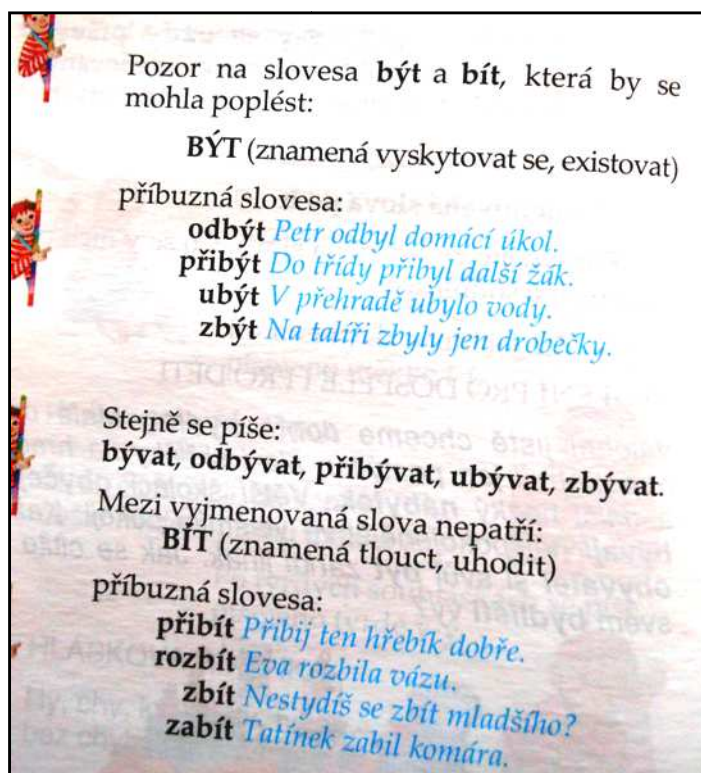 Pozor na slovesa být a bít, která by se
mohla poplést:
BÝT (znamená vyskytovat se, existovat)
příbuzná slovesa:
odbýt Petr odbyl domácí úkol.
přibýt Do třídy přibyl další žák.
ubýt V přehradě ubylo vody.
zbýt Na talíři zbyly jen drobečky.
Stejně se píše:
bývat, odbývat, přibývat, ubývat, zbývat.
Mezi vyjmenovaná slova nepatří:
BÍT (znamená tlouct, uhodit)
příbuzná slovesa:
přibít Přibij ten hřebík dobře.
rozbít Eva rozbila vázu.
zbít Nestydíš se zbít mladšího?
zabít Tatínek zabil komára.